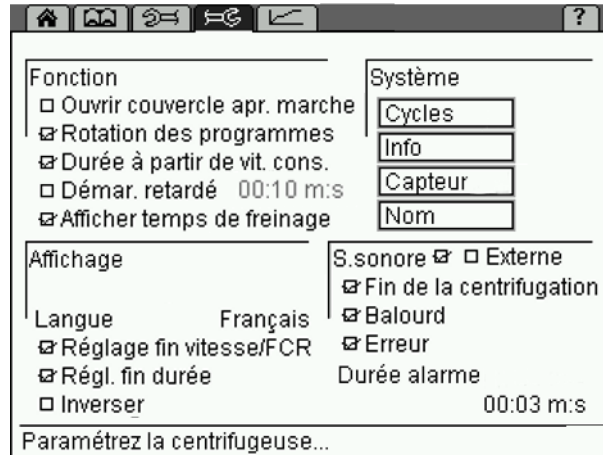 ?
Fonction
Ouvrir couvercle apr. marche
Rotation des programmes
Durée à partir de vit. cons.
Démar. retardé 00:10 m:s
Afficher temps de freinage
Système
Cycles
Info
Capteur
Nom
Affichage
Langue Français
Réglage fin vitesse/FCR
Régl. fin durée
Inverser
S.sonore Externe
Fin de la centrifugation
Balourd
Erreur
Durée alarme
00:03 m:s
Paramétrez la centrifugeuse...